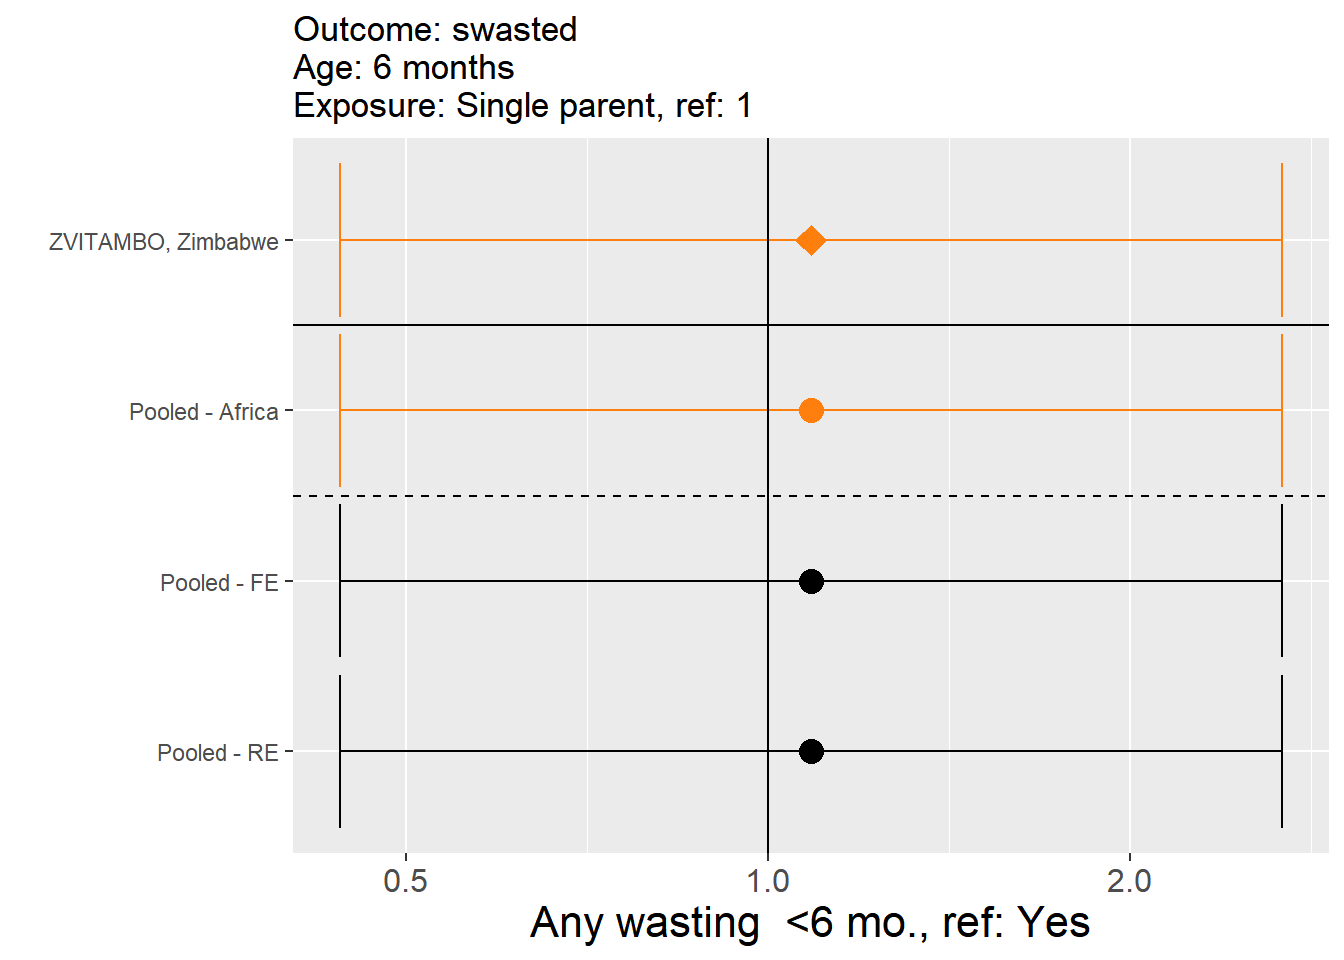 Outcome: swasted
Age: 6 months
Exposure: Single parent, ref: 1
ZVITAMBO, Zimbabwe
Pooled - Africa
Pooled - FE
Pooled - RE
0.5 1.0 2.0
Any wasting  <6 mo., ref: Yes